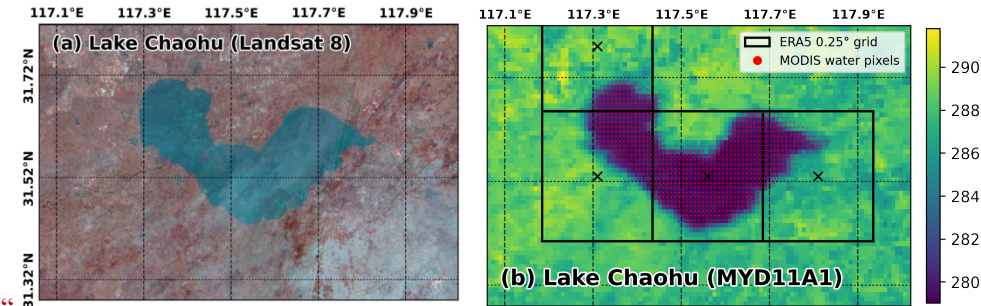 117.1°E 117.3°E 117.5°E 117.7°E 117.9°E
(a) Lake Chaohu (Landsat 8)
31.72°N
31.52°N
31.32°N
“
117.1°E 117.3°E 117.5°E 117.7°E 117.9°E
ERA5 0.25° grid
MODIS water pixels
(b) Lake Chaohu (MYD11A1)
290
288
286
284
282
280